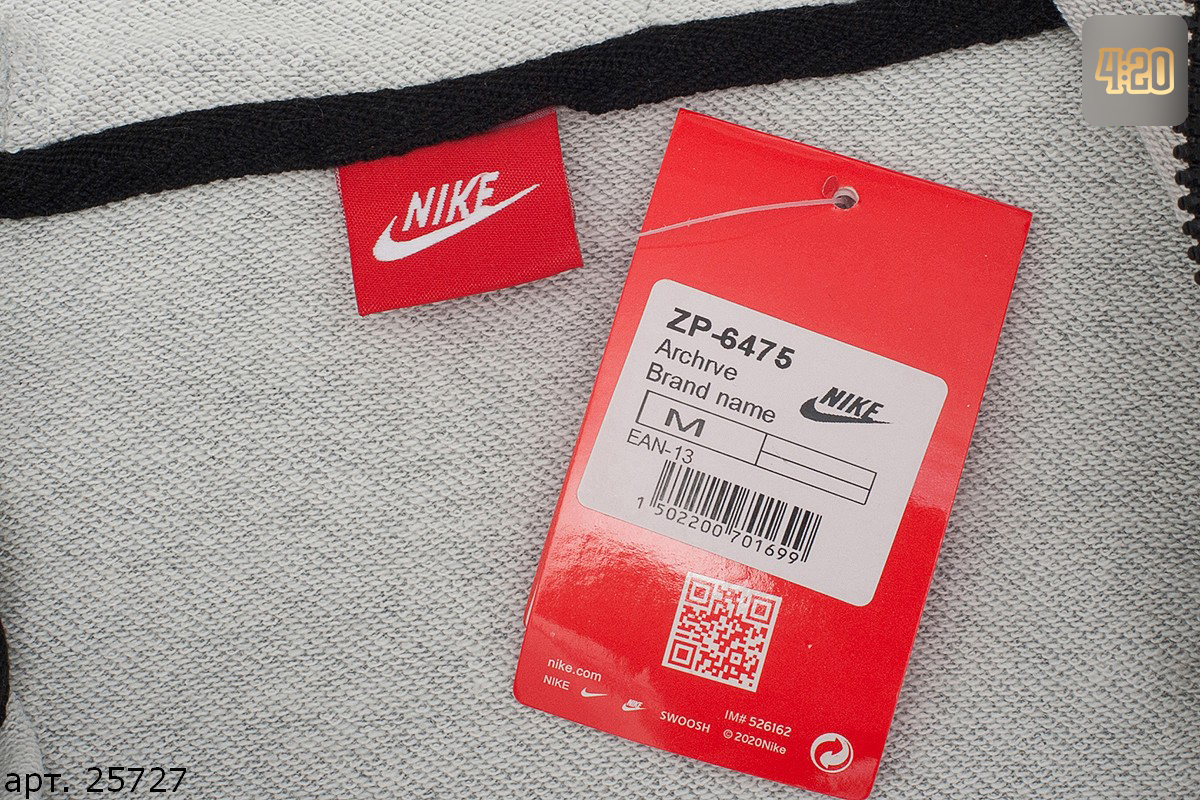 4:20
NIKE
ZP-6475
Archrve
Brand name
NIKE
M
EAN-13
1 502200 701699
nike.com
NIKE
NIKE
SWOOSH
IM# 526162
© 2020Nike
арт. 25727